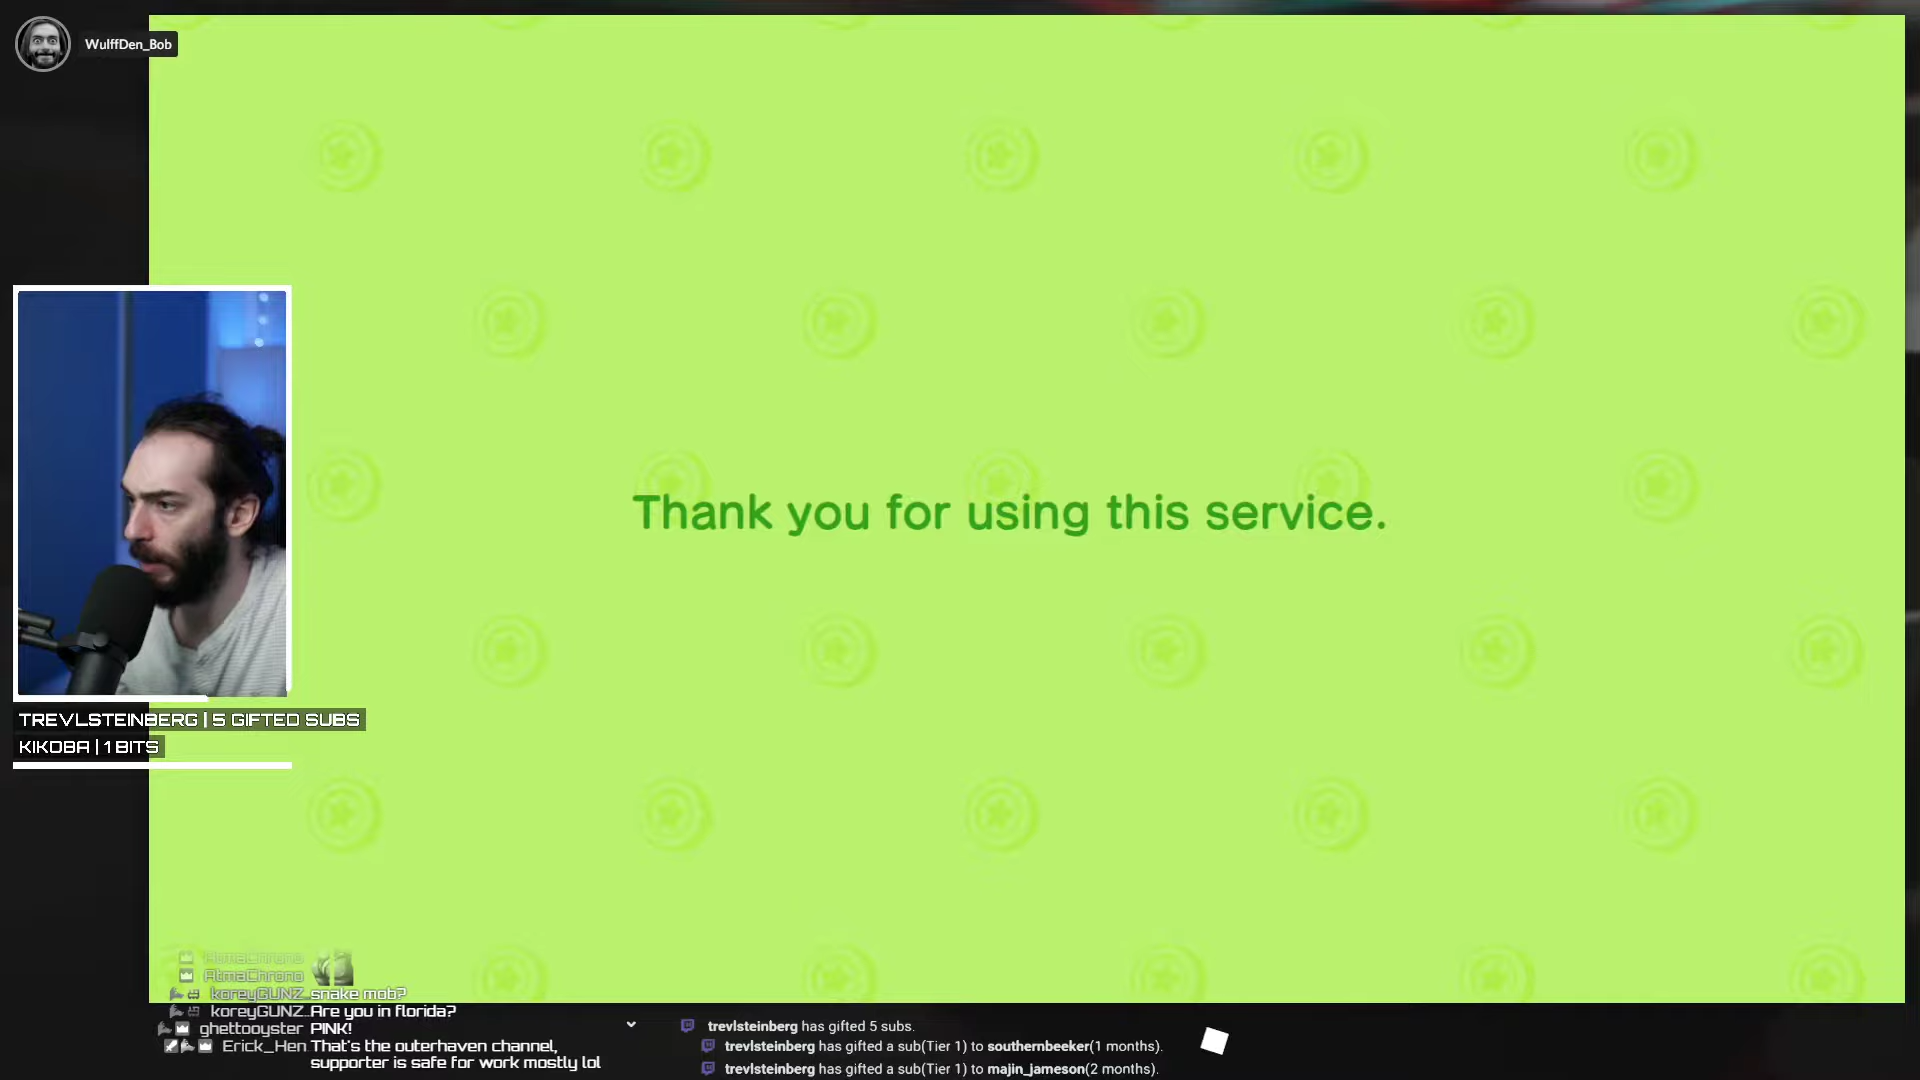 WulffDen_Bob
Thank you for using this service.
TREVLSTEINBERG | 5 GIFTED SUBS
KIKOBA | 1 BITS
AtmaChrono
AtmaChrono
koreyGUNZ snake mob?
koreyGUNZ Are you in florida?
ghettooyster PINK!
Erick_Hen That's the outerhaven channel,
supporter is safe for work mostly lol
trevlsteinberg has gifted 5 subs.
trevlsteinberg has gifted a sub(Tier 1) to southernbeeker(1 months).
trevlsteinberg has gifted a sub(Tier 1) to majin_jameson(2 months).